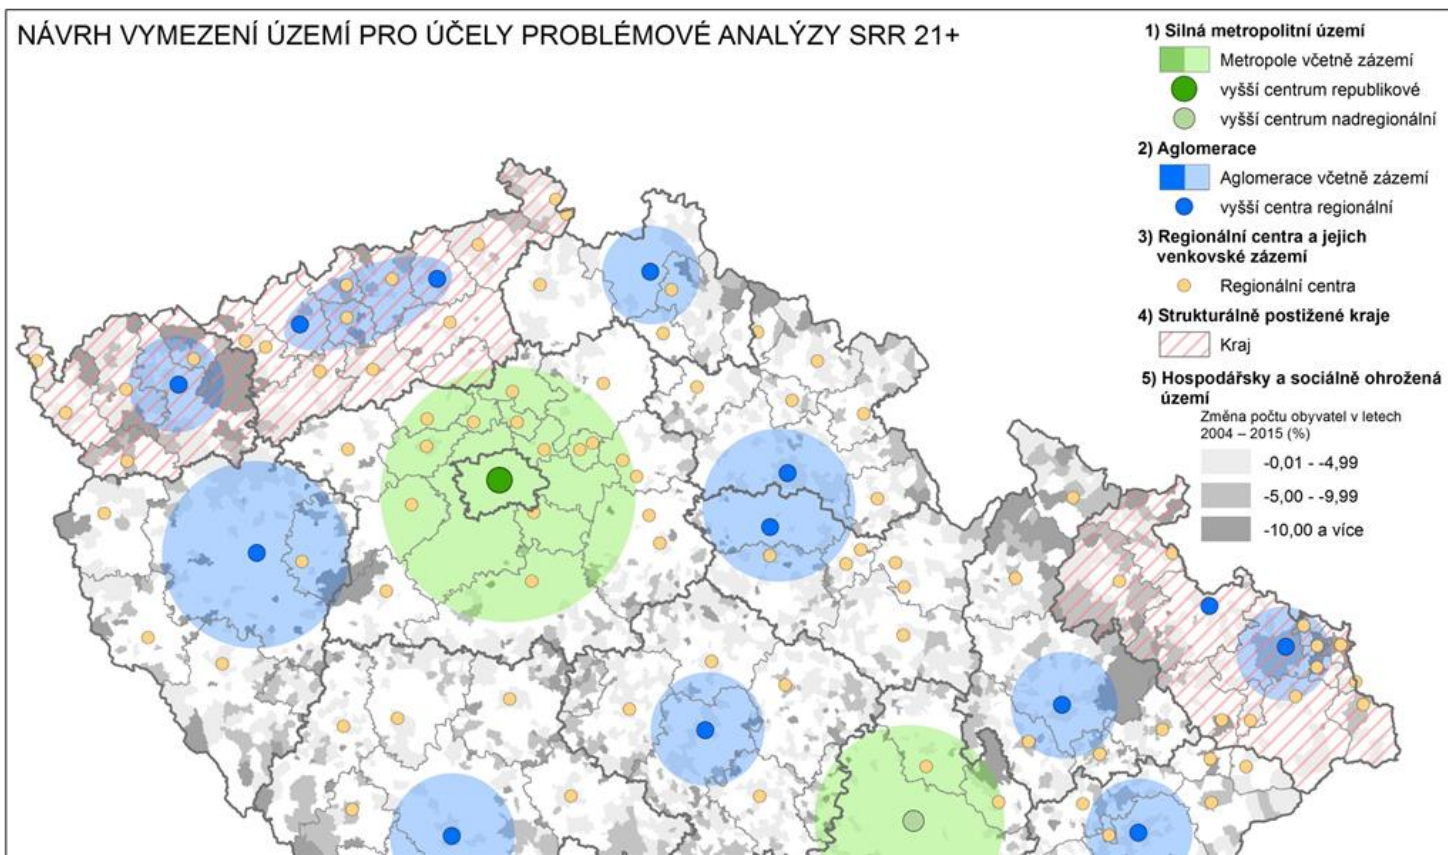 NÁVRH VYMEZENÍ ÚZEMÍ PRO ÚČELY PROBLÉMOVÉ ANALÝZY SRR 21+
1) Silná metropolitní území
Metropole včetně zázemí
vyšší centrum republikové
vyšší centrum nadregionální
2) Aglomerace
Aglomerace včetně zázemí
vyšší centra regionální
3) Regionální centra a jejich
venkovské zázemí
Regionální centra
4) Strukturálně postižené kraje
Kraj
5) Hospodářsky a sociálně ohrožená
území
Změna počtu obyvatel v letech
2004 – 2015 (%)
-0,01 - -4,99
-5,00 - -9,99
-10,00 a více